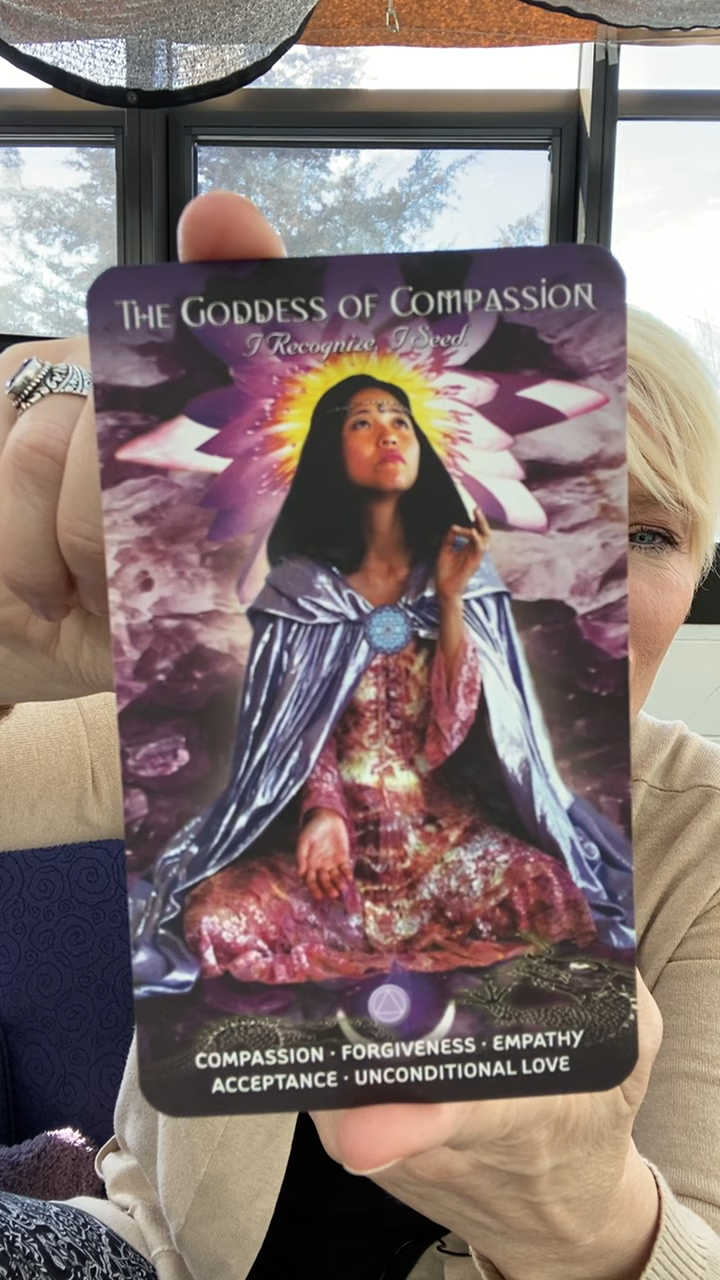 THE GODDESS OF COMPASSION
I Recognize, I Seed.
COMPASSION · FORGIVENESS · EMPATHY
ACCEPTANCE · UNCONDITIONAL LOVE